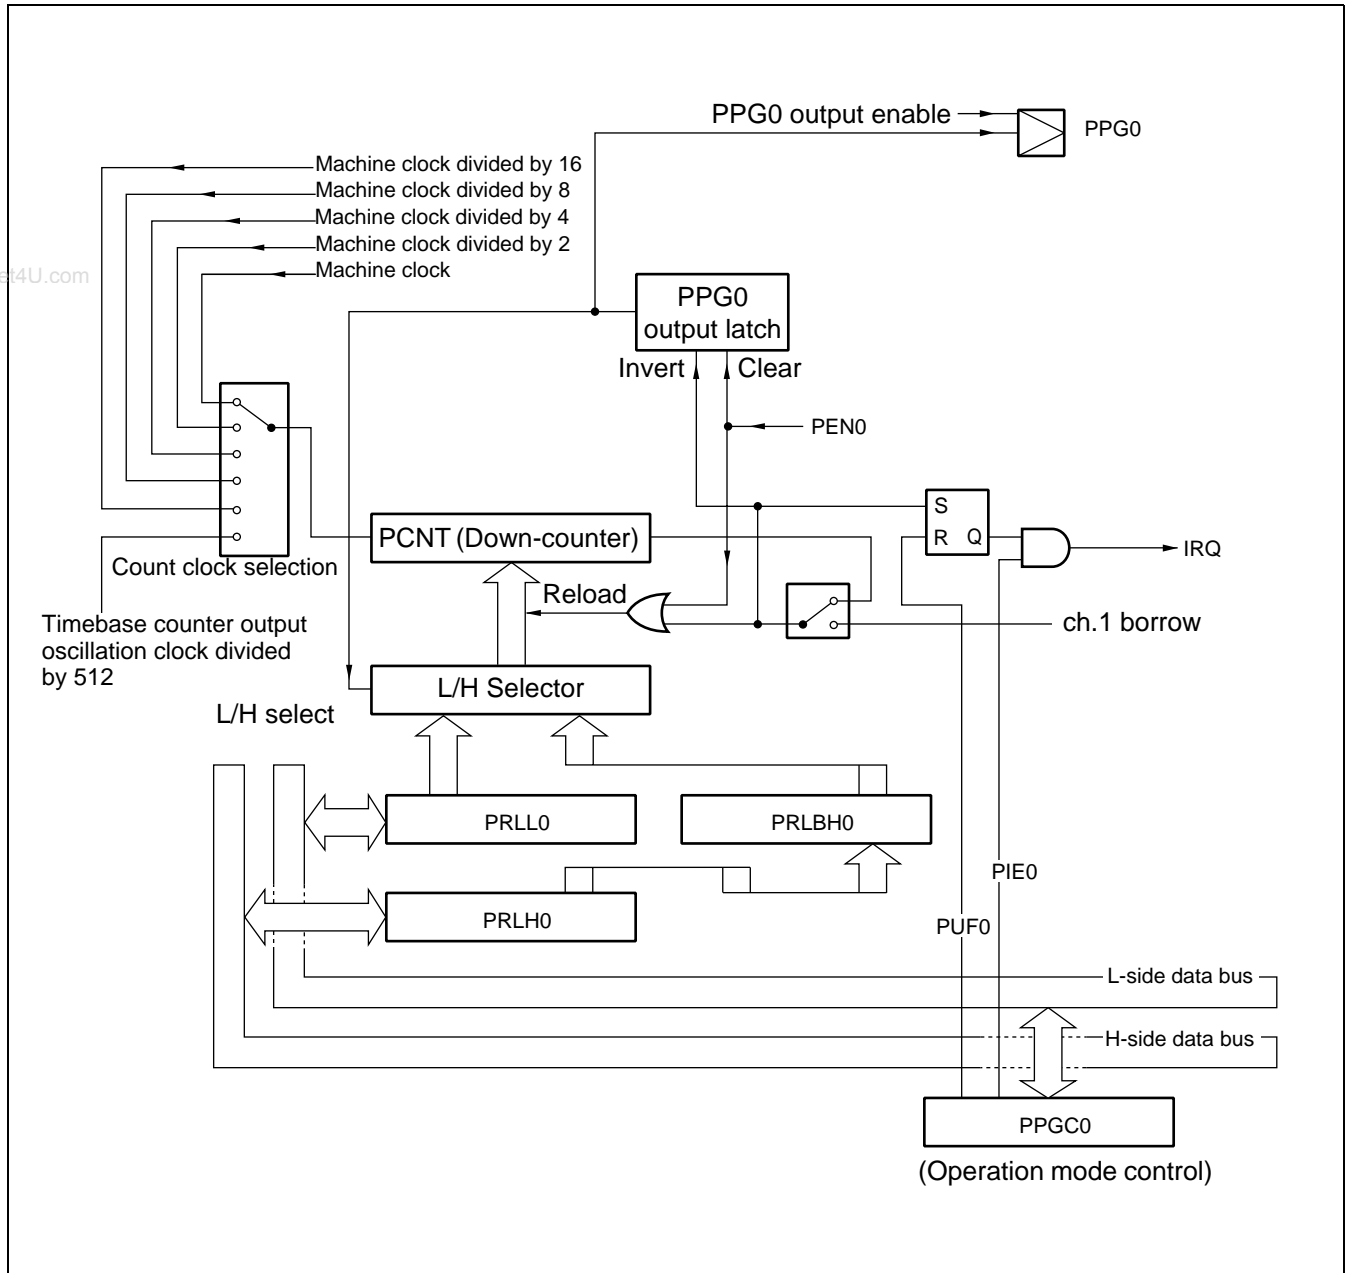 PPG0 output enable
PPG0
Machine clock divided by 16
Machine clock divided by 8
Machine clock divided by 4
Machine clock divided by 2
Machine clock
et4U.com
PPG0
output latch
Invert
Clear
PEN0
S
R Q
IRQ
PCNT (Down-counter)
Count clock selection
Reload
Timebase counter output
oscillation clock divided
by 512
ch.1 borrow
L/H Selector
L/H select
PRLL0
PRLBH0
PIE0
PRLH0
PUF0
L-side data bus
H-side data bus
PPGC0
(Operation mode control)